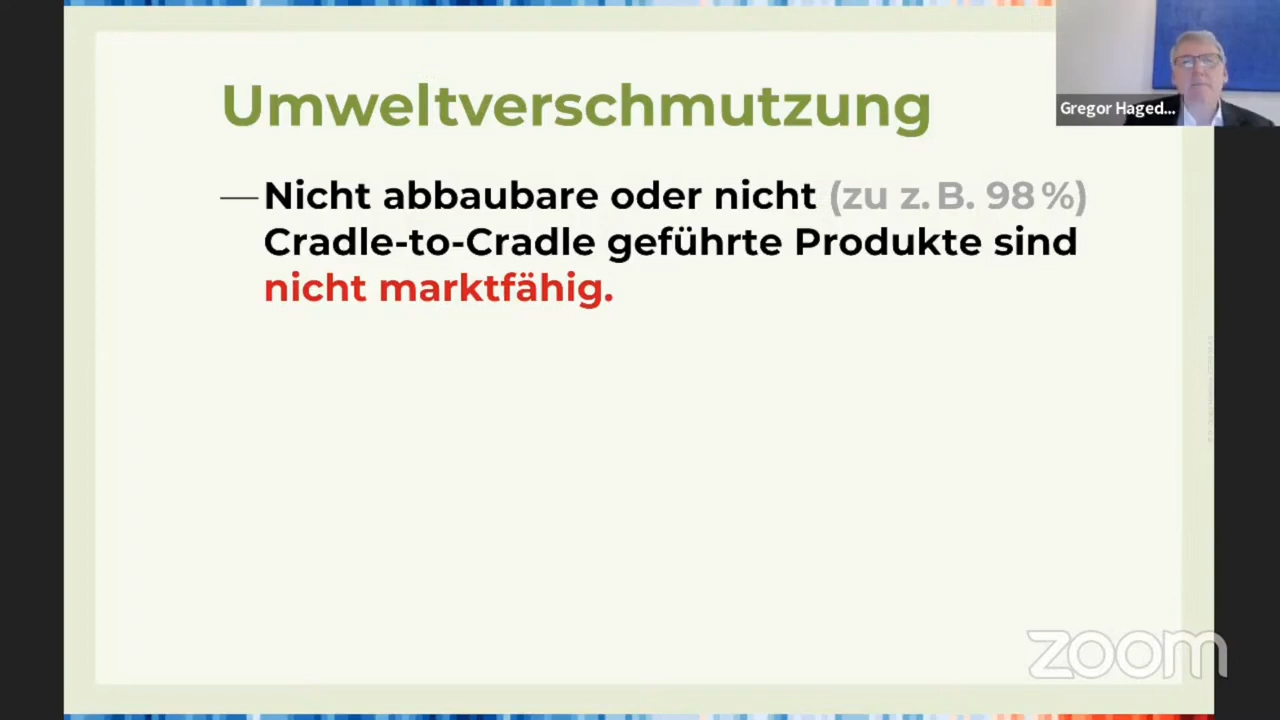 Umweltverschmutzung
Gregor Haged...
—Nicht abbaubare oder nicht (zu z. B. 98 %)
Cradle-to-Cradle geführte Produkte sind
nicht marktfähig.
zoom